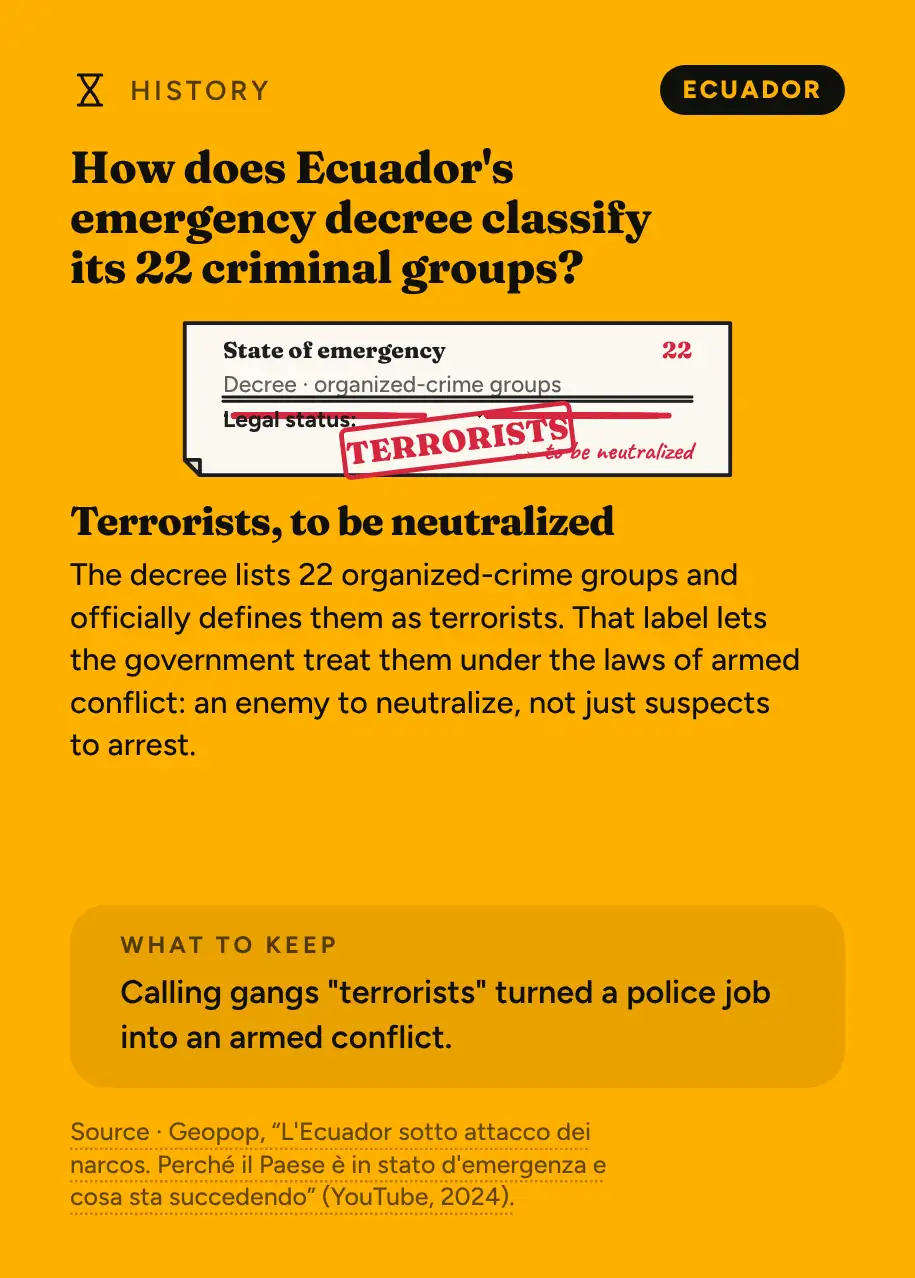 HISTORY
ECUADOR
How does Ecuador's
emergency decree classify
its 22 criminal groups?
State of emergency
22
Decree · organized-crime groups
Legal status:
TERRORISTS
to be neutralized
Terrorists, to be neutralized
The decree lists 22 organized-crime groups and
officially defines them as terrorists. That label lets
the government treat them under the laws of armed
conflict: an enemy to neutralize, not just suspects
to arrest.
WHAT TO KEEP
Calling gangs "terrorists" turned a police job
into an armed conflict.
Source · Geopop, “L'Ecuador sotto attacco dei
narcos. Perché il Paese è in stato d'emergenza e
cosa sta succedendo” (YouTube, 2024).